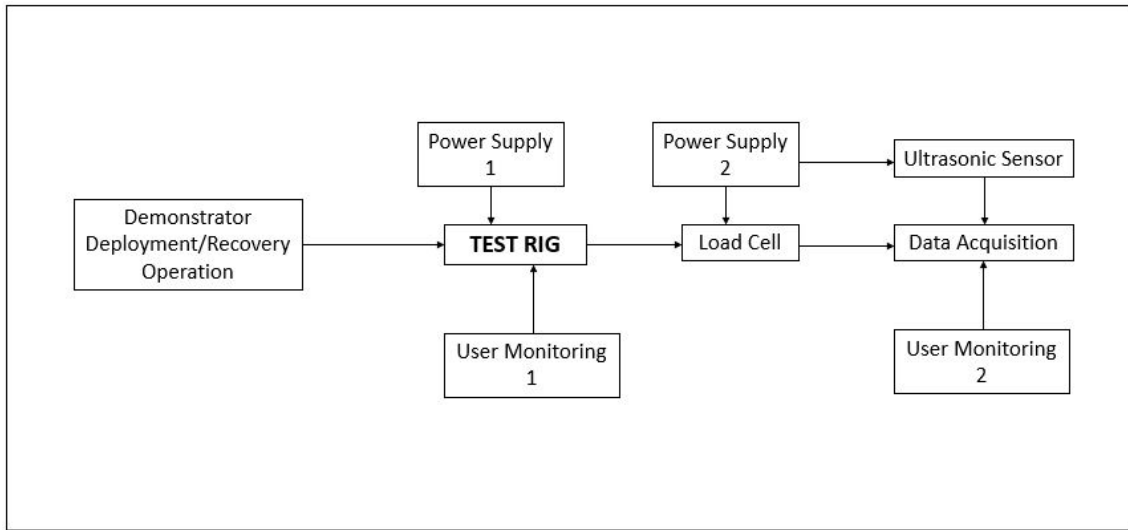 Power Supply
1
Power Supply
2
Ultrasonic Sensor
Demonstrator
Deployment/Recovery
Operation
TEST RIG
Load Cell
Data Acquisition
User Monitoring
1
User Monitoring
2